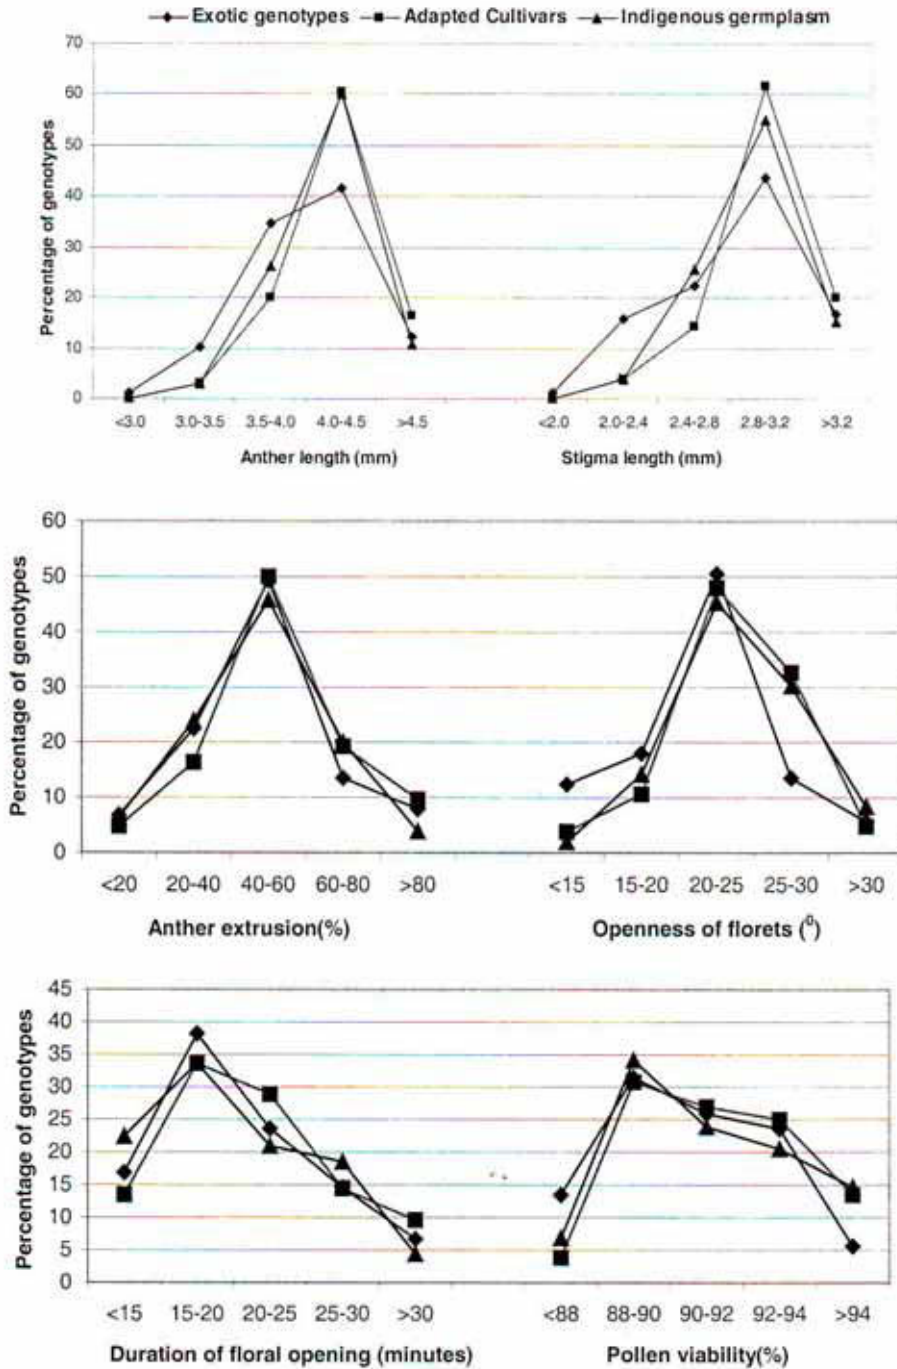 Exotic genotypes Adapted Cultivars Indigenous germplasm
Percentage of genotypes
70
60
50
40
30
20
10
0
<3.0 3.0-3.5 3.5-4.0 4.0-4.5 >4.5 <2.0 2.0-2.4 2.4-2.8 2.8-3.2 >3.2
Anther length (mm) Stigma length (mm)
Percentage of genotypes
60
50
40
30
20
10
0
<20 20-40 40-60 60-80 >80 <15 15-20 20-25 25-30 >30
Anther extrusion(%) Openness of florets (⁰)
Percentage of genotypes
45
40
35
30
25
20
15
10
5
0
<15 15-20 20-25 25-30 >30 <88 88-90 90-92 92-94 >94
Duration of floral opening (minutes) Pollen viability(%)